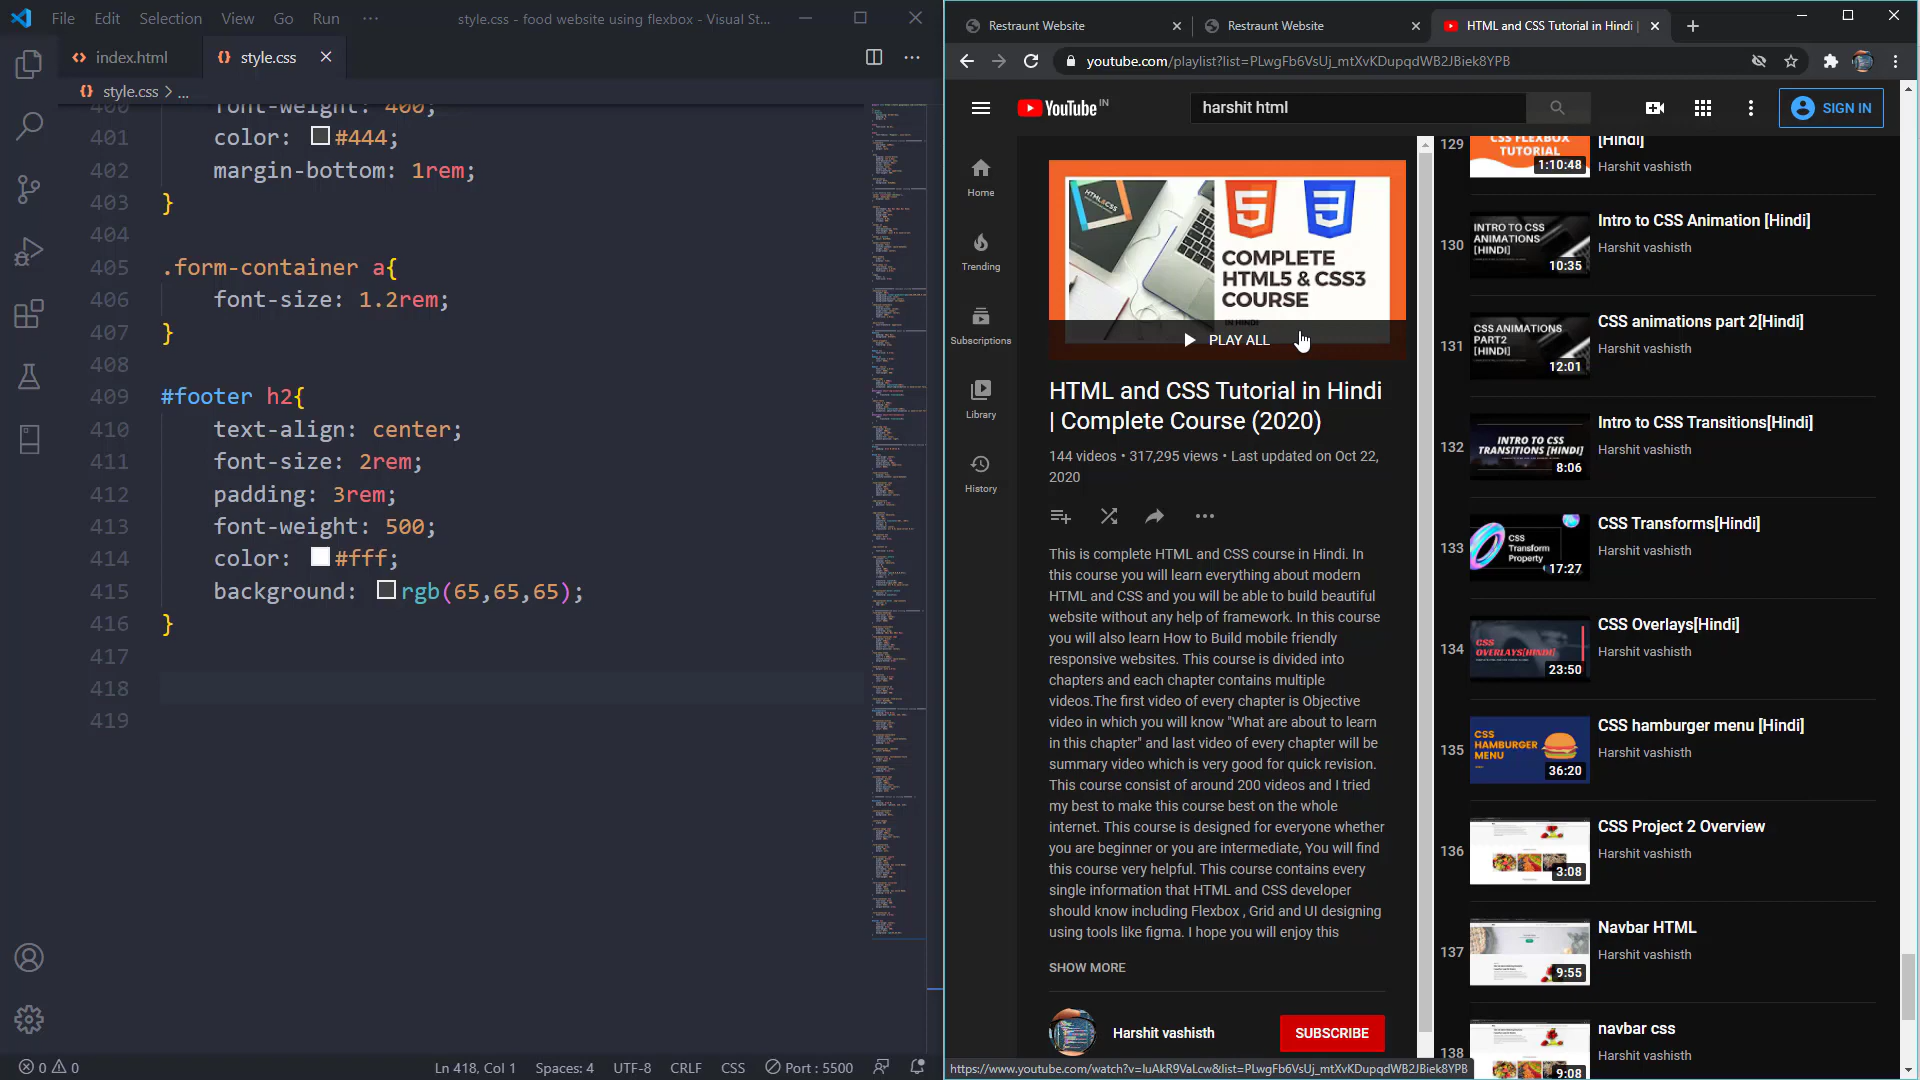 File Edit Selection View Go Run ··· style.css - food website using flexbox - Visual St...
index.html style.css
style.css > ...
400 font-weight: 400;
401 color: #444;
402 margin-bottom: 1rem;
403 }
404
405 .form-container a{
406 font-size: 1.2rem;
407 }
408
409 #footer h2{
410 text-align: center;
411 font-size: 2rem;
412 padding: 3rem;
413 font-weight: 500;
414 color: #fff;
415 background: rgb(65,65,65);
416 }
417
418
419
0 0 Ln 418, Col 1 Spaces: 4 UTF-8 CRLF CSS Port : 5500
Restraunt Website Restraunt Website HTML and CSS Tutorial in Hindi |
youtube.com/playlist?list=PLwgFb6VsUj_mtXvKDupqdWB2JBiek8YPB
YouTube IN harshit html SIGN IN
Home
Trending
Subscriptions
Library
History
HTML&CSS
5 3
COMPLETE
HTML5 & CSS3
COURSE
IN HINDI
PLAY ALL
HTML and CSS Tutorial in Hindi
| Complete Course (2020)
144 videos • 317,295 views • Last updated on Oct 22,
2020
This is complete HTML and CSS course in Hindi. In
this course you will learn everything about modern
HTML and CSS and you will be able to build beautiful
website without any help of framework. In this course
you will also learn How to Build mobile friendly
responsive websites. This course is divided into
chapters and each chapter contains multiple
videos.The first video of every chapter is Objective
video in which you will know "What are about to learn
in this chapter" and last video of every chapter will be
summary video which is very good for quick revision.
This course consist of around 200 videos and I tried
my best to make this course best on the whole
internet. This course is designed for everyone whether
you are beginner or you are intermediate, You will find
this course very helpful. This course contains every
single information that HTML and CSS developer
should know including Flexbox , Grid and UI designing
using tools like figma. I hope you will enjoy this
SHOW MORE
Harshit vashisth SUBSCRIBE
129 CSS FLEXBOX
TUTORIAL
1:10:48
[Hindi]
Harshit vashisth
130 INTRO TO CSS
ANIMATIONS
[HINDI]
10:35
Intro to CSS Animation [Hindi]
Harshit vashisth
131 CSS ANIMATIONS
PART2
[HINDI]
12:01
CSS animations part 2[Hindi]
Harshit vashisth
132 INTRO TO CSS
TRANSITIONS [HINDI]
8:06
Intro to CSS Transitions[Hindi]
Harshit vashisth
133 CSS
Transform
Property
17:27
CSS Transforms[Hindi]
Harshit vashisth
134 CSS
OVERLAYS[HINDI]
23:50
CSS Overlays[Hindi]
Harshit vashisth
135 CSS
HAMBURGER
MENU
36:20
CSS hamburger menu [Hindi]
Harshit vashisth
136 3:08
CSS Project 2 Overview
Harshit vashisth
137 9:55
Navbar HTML
Harshit vashisth
138 9:08
navbar css
Harshit vashisth
https://www.youtube.com/watch?v=IuAkR9VaLcw&list=PLwgFb6VsUj_mtXvKDupqdWB2JBiek8YPB